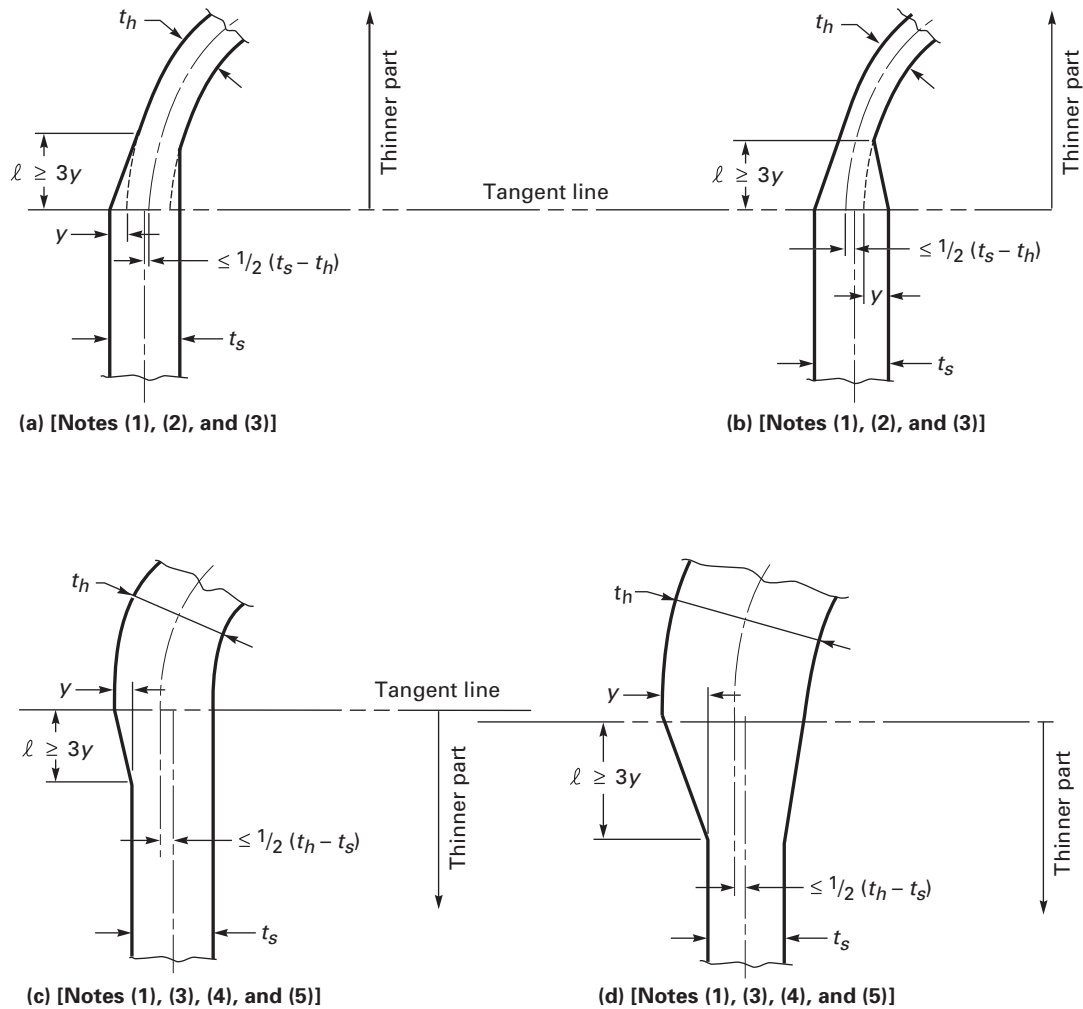 t_h
Thinner part
ℓ ≥ 3y
y
≤ 1/2 (t_s – t_h)
t_s
(a) [Notes (1), (2), and (3)]
Tangent line
t_h
Thinner part
ℓ ≥ 3y
≤ 1/2 (t_s – t_h)
y
t_s
(b) [Notes (1), (2), and (3)]
t_h
y
Tangent line
ℓ ≥ 3y
Thinner part
≤ 1/2 (t_h – t_s)
t_s
(c) [Notes (1), (3), (4), and (5)]
t_h
y
ℓ ≥ 3y
Thinner part
≤ 1/2 (t_h – t_s)
t_s
(d) [Notes (1), (3), (4), and (5)]